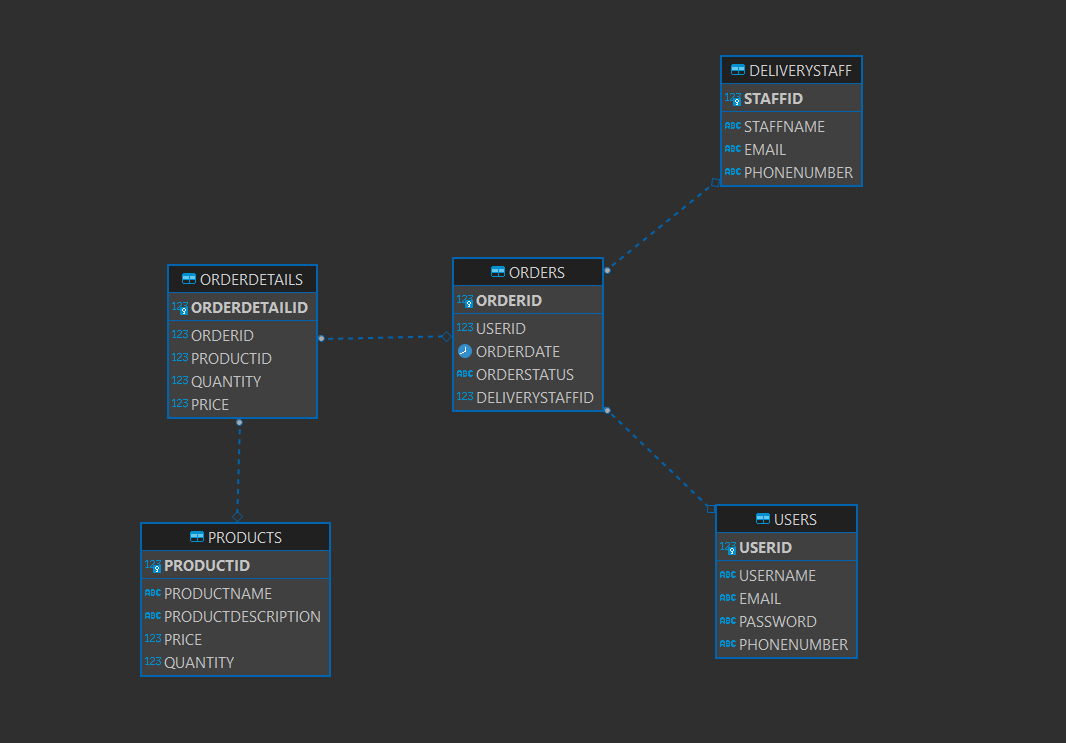 DELIVERYSTAFF
123 STAFFID
ABC STAFFNAME
ABC EMAIL
ABC PHONENUMBER
ORDERDETAILS
123 ORDERDETAILID
123 ORDERID
123 PRODUCTID
123 QUANTITY
123 PRICE
ORDERS
123 ORDERID
123 USERID
ORDERDATE
ABC ORDERSTATUS
123 DELIVERYSTAFFID
PRODUCTS
123 PRODUCTID
ABC PRODUCTNAME
ABC PRODUCTDESCRIPTION
123 PRICE
123 QUANTITY
USERS
123 USERID
ABC USERNAME
ABC EMAIL
ABC PASSWORD
ABC PHONENUMBER